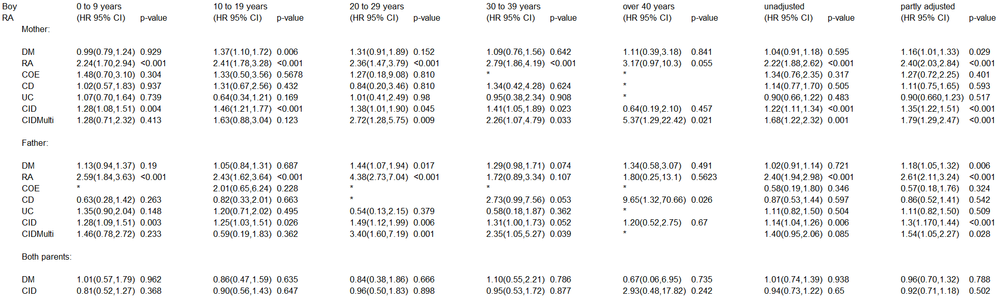 Boy 0 to 9 years 10 to 19 years 20 to 29 years 30 to 39 years over 40 years unadjusted partly adjusted
RA (HR 95% CI) p-value (HR 95% CI) p-value (HR 95% CI) p-value (HR 95% CI) p-value (HR 95% CI) p-value (HR 95% CI) p-value (HR 95% CI) p-value
Mother:
DM 0.99(0.79,1.24) 0.929 1.37(1.10,1.72) 0.006 1.31(0.91,1.89) 0.152 1.09(0.76,1.56) 0.642 1.11(0.39,3.18) 0.841 1.04(0.91,1.18) 0.595 1.16(1.01,1.33) 0.029
RA 2.24(1.70,2.94) <0.001 2.41(1.78,3.28) <0.001 2.36(1.47,3.79) <0.001 2.79(1.86,4.19) <0.001 3.17(0.97,10.3) 0.055 2.22(1.88,2.62) <0.001 2.40(2.03,2.84) <0.001
COE 1.48(0.70,3.10) 0.304 1.33(0.50,3.56) 0.5678 1.27(0.18,9.08) 0.810 * * 1.34(0.76,2.35) 0.317 1.27(0.72,2.25) 0.401
CD 1.02(0.57,1.83) 0.937 1.31(0.67,2.56) 0.432 0.84(0.20,3.46) 0.810 1.34(0.42,4.28) 0.624 * 1.14(0.77,1.70) 0.505 1.11(0.75,1.65) 0.593
UC 1.07(0.70,1.64) 0.739 0.64(0.34,1.21) 0.169 1.01(0.41,2.49) 0.98 0.95(0.38,2.34) 0.908 * 0.90(0.66,1.22) 0.483 0.90(0.660,1.23) 0.517
CID 1.28(1.08,1.51) 0.004 1.46(1.21,1.77) <0.001 1.38(1.01,1.90) 0.045 1.41(1.05,1.89) 0.023 0.64(0.19,2.10) 0.457 1.22(1.11,1.34) <0.001 1.35(1.22,1.51) <0.001
CIDMulti 1.28(0.71,2.32) 0.413 1.63(0.88,3.04) 0.123 2.72(1.28,5.75) 0.009 2.26(1.07,4.79) 0.033 5.37(1.29,22.42) 0.021 1.68(1.22,2.32) 0.001 1.79(1.29,2.47) <0.001
Father:
DM 1.13(0.94,1.37) 0.19 1.05(0.84,1.31) 0.687 1.44(1.07,1.94) 0.017 1.29(0.98,1.71) 0.074 1.34(0.58,3.07) 0.491 1.02(0.91,1.14) 0.721 1.18(1.05,1.32) 0.006
RA 2.59(1.84,3.63) <0.001 2.43(1.62,3.64) <0.001 4.38(2.73,7.04) <0.001 1.72(0.89,3.34) 0.107 1.80(0.25,13.1) 0.5623 2.40(1.94,2.98) <0.001 2.61(2.11,3.24) <0.001
COE * 2.01(0.65,6.24) 0.228 * * * 0.58(0.19,1.80) 0.346 0.57(0.18,1.76) 0.324
CD 0.63(0.28,1.42) 0.263 0.82(0.33,2.01) 0.663 * 2.73(0.99,7.56) 0.053 9.65(1.32,70.66) 0.026 0.87(0.53,1.44) 0.597 0.86(0.52,1.41) 0.542
UC 1.35(0.90,2.04) 0.148 1.20(0.71,2.02) 0.495 0.54(0.13,2.15) 0.379 0.58(0.18,1.87) 0.362 * 1.11(0.82,1.50) 0.504 1.11(0.82,1.50) 0.509
CID 1.28(1.09,1.51) 0.003 1.25(1.03,1.51) 0.026 1.49(1.12,1.99) 0.006 1.31(1.00,1.73) 0.052 1.20(0.52,2.75) 0.67 1.14(1.04,1.26) 0.006 1.3(1.170,1.44) <0.001
CIDMulti 1.46(0.78,2.72) 0.233 0.59(0.19,1.83) 0.362 3.40(1.60,7.19) 0.001 2.35(1.05,5.27) 0.039 * 1.40(0.95,2.06) 0.085 1.54(1.05,2.27) 0.028
Both parents:
DM 1.01(0.57,1.79) 0.962 0.86(0.47,1.59) 0.635 0.84(0.38,1.86) 0.666 1.10(0.55,2.21) 0.786 0.67(0.06,6.95) 0.735 1.01(0.74,1.39) 0.938 0.96(0.70,1.32) 0.788
CID 0.81(0.52,1.27) 0.368 0.90(0.56,1.43) 0.647 0.96(0.50,1.83) 0.898 0.95(0.53,1.72) 0.877 2.93(0.48,17.82) 0.242 0.94(0.73,1.22) 0.65 0.92(0.71,1.18) 0.502